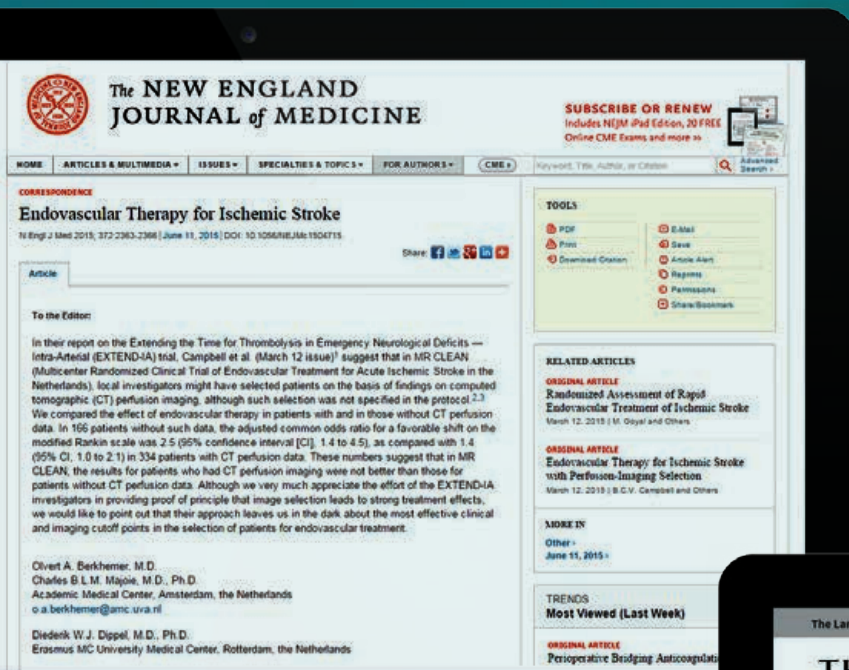 The NEW ENGLAND
JOURNAL of MEDICINE
SUBSCRIBE OR RENEW
Includes NEJM iPad Edition, 20 FREE
Online CME Exams and more »
HOME
ARTICLES & MULTIMEDIA
ISSUES
SPECIALTIES & TOPICS
FOR AUTHORS
CME »
Keyword, Title, Author, or Citation
Advanced
Search ›
CORRESPONDENCE
Endovascular Therapy for Ischemic Stroke
N Engl J Med 2015; 372:2363-2366 | June 11, 2015 | DOI: 10.1056/NEJMc1504715
Share:
Article
To the Editor:
In their report on the Extending the Time for Thrombolysis in Emergency Neurological Deficits —
Intra-Arterial (EXTEND-IA) trial, Campbell et al. (March 12 issue)1 suggest that in MR CLEAN
(Multicenter Randomized Clinical Trial of Endovascular Treatment for Acute Ischemic Stroke in the
Netherlands), local investigators might have selected patients on the basis of findings on computed
tomographic (CT) perfusion imaging, although such selection was not specified in the protocol.2,3
We compared the effect of endovascular therapy in patients with and in those without CT perfusion
data. In 166 patients without such data, the adjusted common odds ratio for a favorable shift on the
modified Rankin scale was 2.5 (95% confidence interval [CI], 1.4 to 4.5), as compared with 1.4
(95% CI, 1.0 to 2.1) in 334 patients with CT perfusion data. These numbers suggest that in MR
CLEAN, the results for patients who had CT perfusion imaging were not better than those for
patients without CT perfusion data. Although we very much appreciate the effort of the EXTEND-IA
investigators in providing proof of principle that image selection leads to strong treatment effects,
we would like to point out that their approach leaves us in the dark about the most effective clinical
and imaging cutoff points in the selection of patients for endovascular treatment.
Olvert A. Berkhemer, M.D.
Charles B.L.M. Majoie, M.D., Ph.D.
Academic Medical Center, Amsterdam, the Netherlands
o.a.berkhemer@amc.uva.nl
Diederik W.J. Dippel, M.D., Ph.D.
Erasmus MC University Medical Center, Rotterdam, the Netherlands
TOOLS
PDF
Print
Download Citation
E-Mail
Save
Article Alert
Reprints
Permissions
Share/Bookmark
RELATED ARTICLES
ORIGINAL ARTICLE
Randomized Assessment of Rapid
Endovascular Treatment of Ischemic Stroke
March 12, 2015 | M. Goyal and Others
ORIGINAL ARTICLE
Endovascular Therapy for Ischemic Stroke
with Perfusion-Imaging Selection
March 12, 2015 | B.C.V. Campbell and Others
MORE IN
Other ›
June 11, 2015 ›
TRENDS
Most Viewed (Last Week)
ORIGINAL ARTICLE
Perioperative Bridging Anticoagulati
The Lan